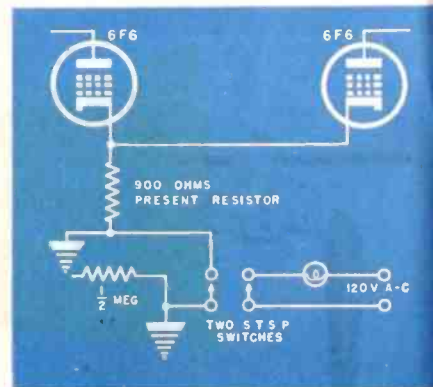 6F6
6F6
900 OHMS
PRESENT RESISTOR
1/2 MEG
120V A-C
TWO STSP
SWITCHES